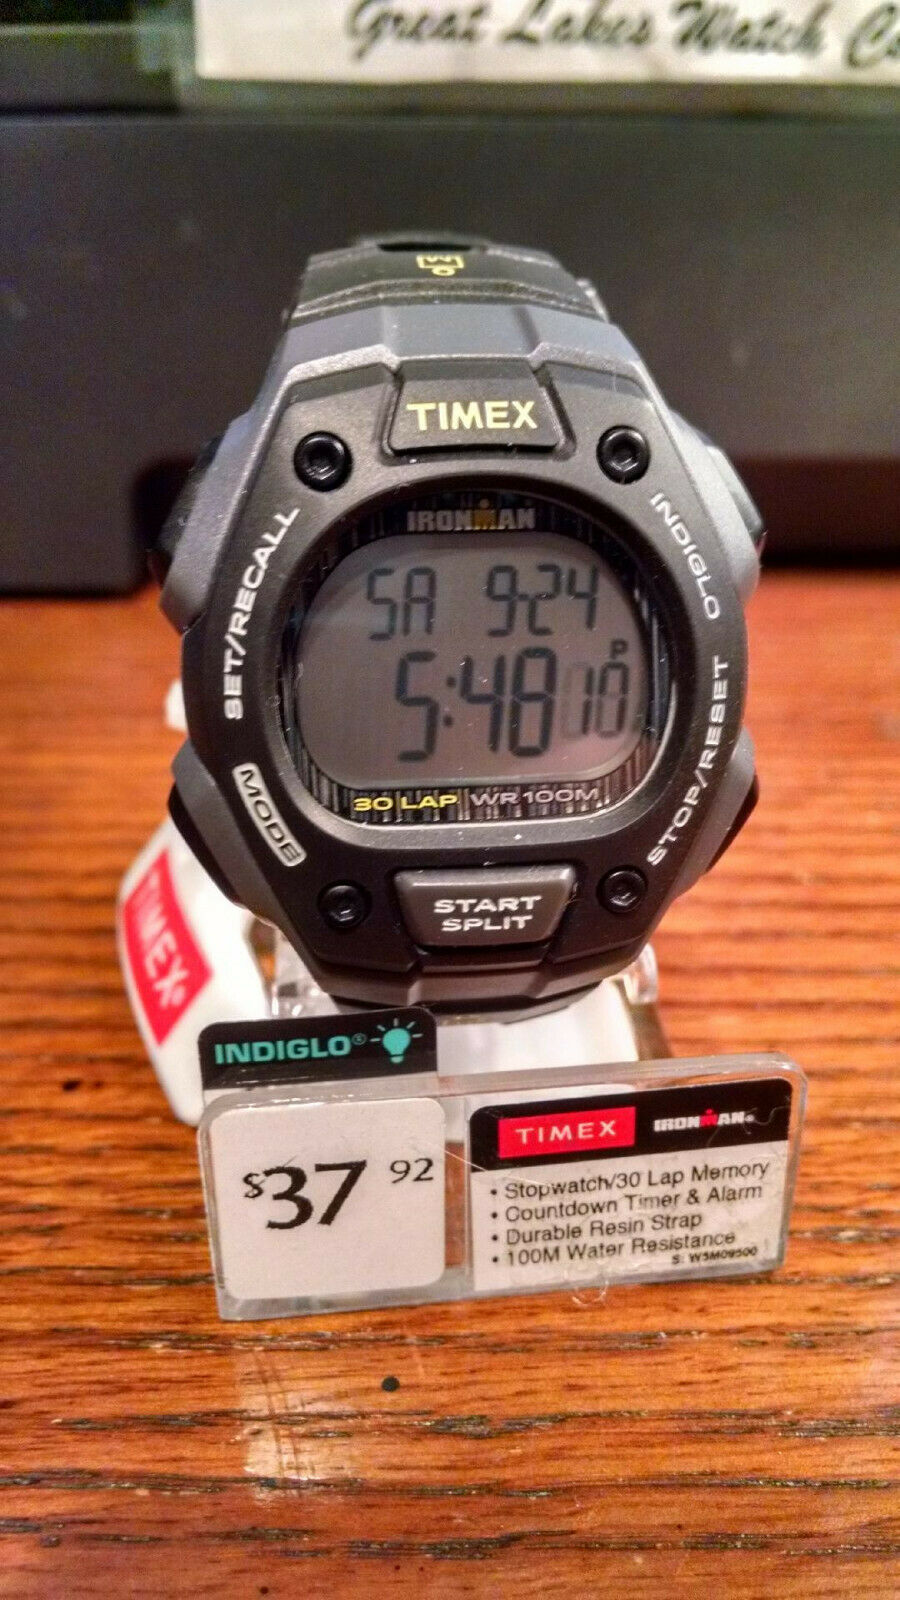 Great Lakes Watch Co
TIMEX
IRONMAN
SET/RECALL
INDIGLO
SA 9-24
P
5:48 10
STOP/RESET
MODE
30 LAP WR100M
START
SPLIT
TIMEX®
INDIGLO®
$37 92
TIMEX IRONMAN®
• Stopwatch/30 Lap Memory
• Countdown Timer & Alarm
• Durable Resin Strap
• 100M Water Resistance
S: W5M09500